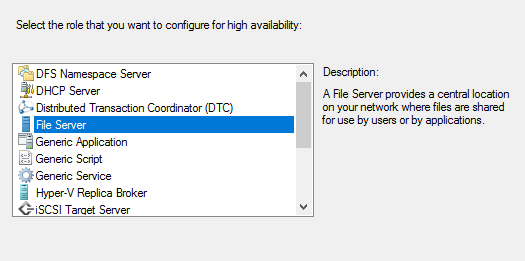 Select the role that you want to configure for high availability:
DFS Namespace Server
DHCP Server
Distributed Transaction Coordinator (DTC)
File Server
Generic Application
Generic Script
Generic Service
Hyper-V Replica Broker
iSCSI Target Server
Description:
A File Server provides a central location
on your network where files are shared
for use by users or by applications.